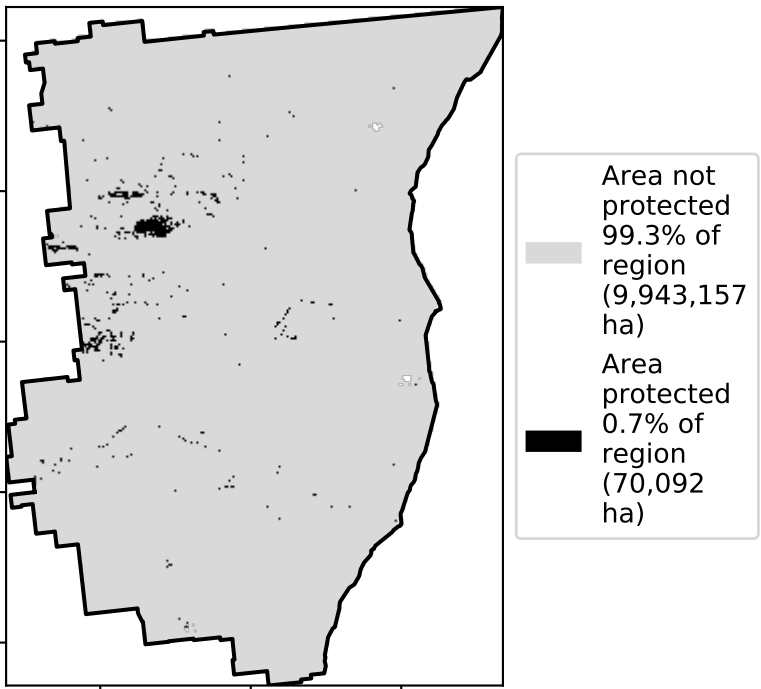 Area not
protected
99.3% of
region
(9,943,157
ha)
Area
protected
0.7% of
region
(70,092
ha)